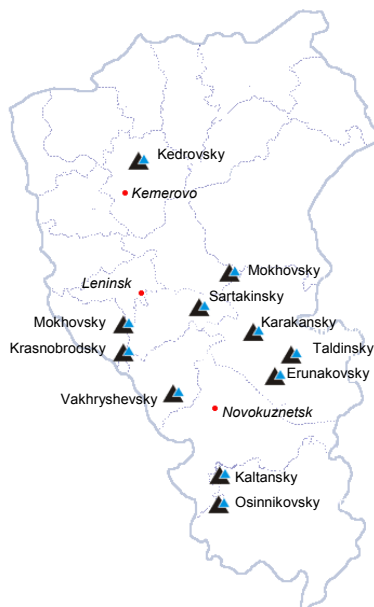 Kedrovsky
Kemerovo
Mokhovsky
Leninsk
Sartakinsky
Mokhovsky
Karakansky
Krasnobrodsky
Taldinsky
Erunakovsky
Vakhryshevsky
Novokuznetsk
Kaltansky
Osinnikovsky